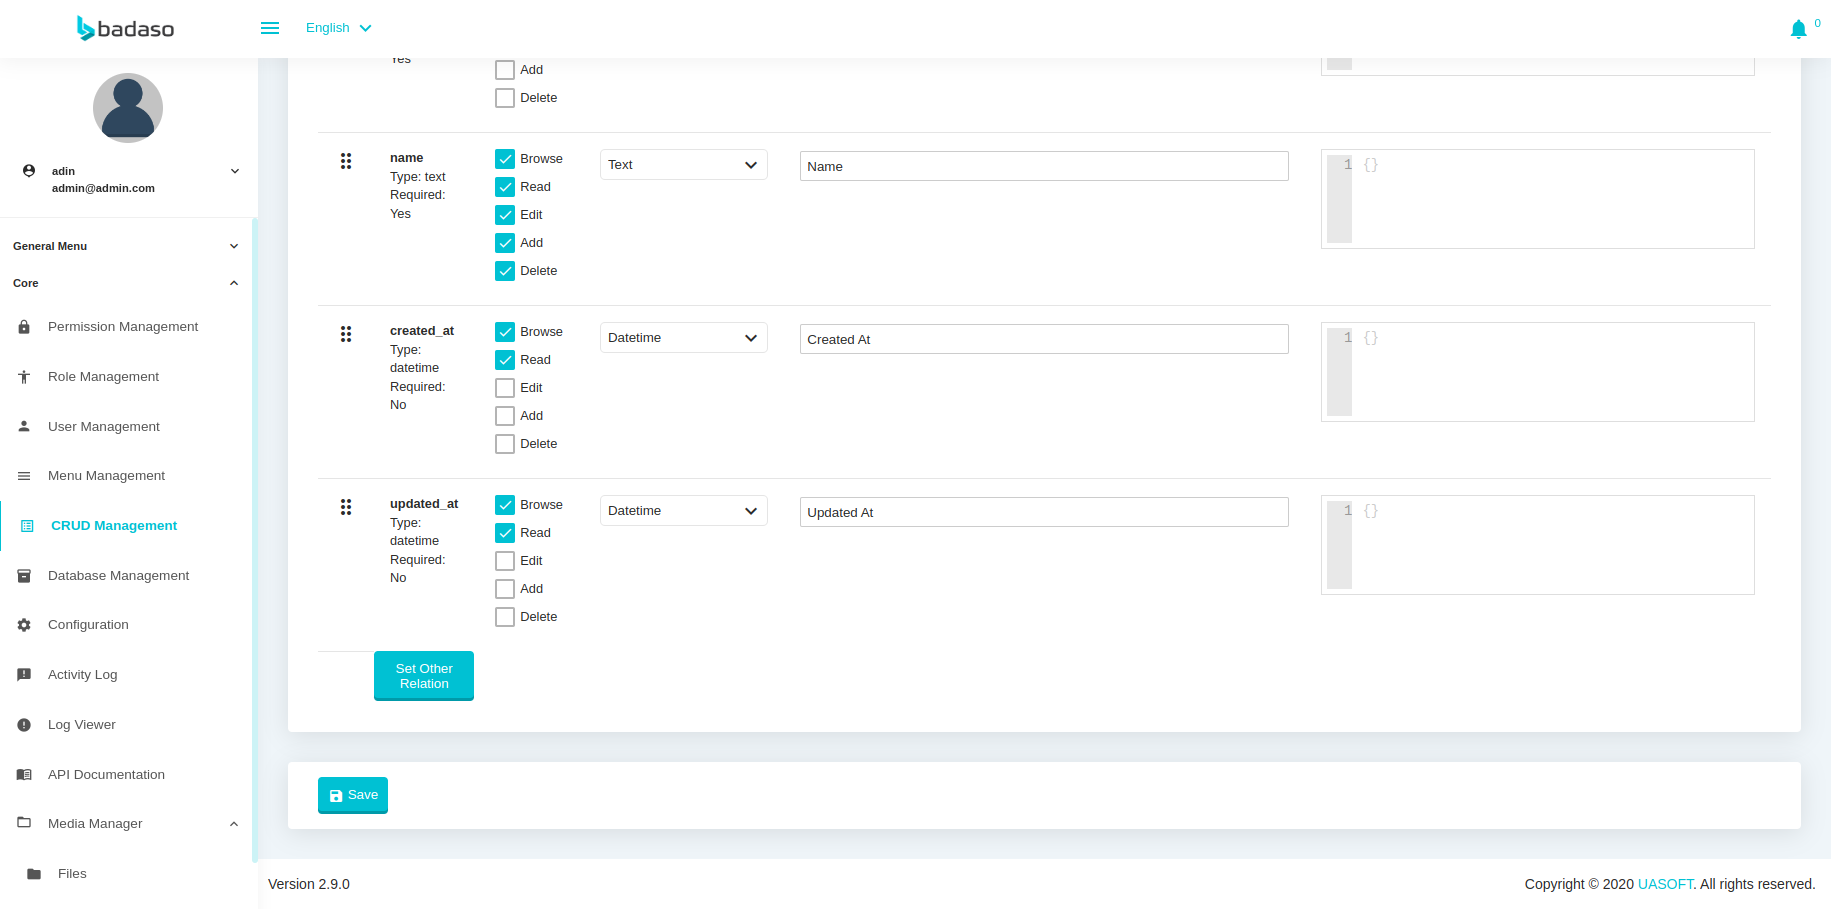 badaso
English
0
adin
admin@admin.com
General Menu
Core
Permission Management
Role Management
User Management
Menu Management
CRUD Management
Database Management
Configuration
Activity Log
Log Viewer
API Documentation
Media Manager
Files
Yes
Add
Delete
name
Type: text
Required:
Yes
Browse
Read
Edit
Add
Delete
Text
Name
1 {}
created_at
Type:
datetime
Required:
No
Browse
Read
Edit
Add
Delete
Datetime
Created At
1 {}
updated_at
Type:
datetime
Required:
No
Browse
Read
Edit
Add
Delete
Datetime
Updated At
1 {}
Set Other
Relation
Save
Version 2.9.0
Copyright © 2020 UASOFT. All rights reserved.